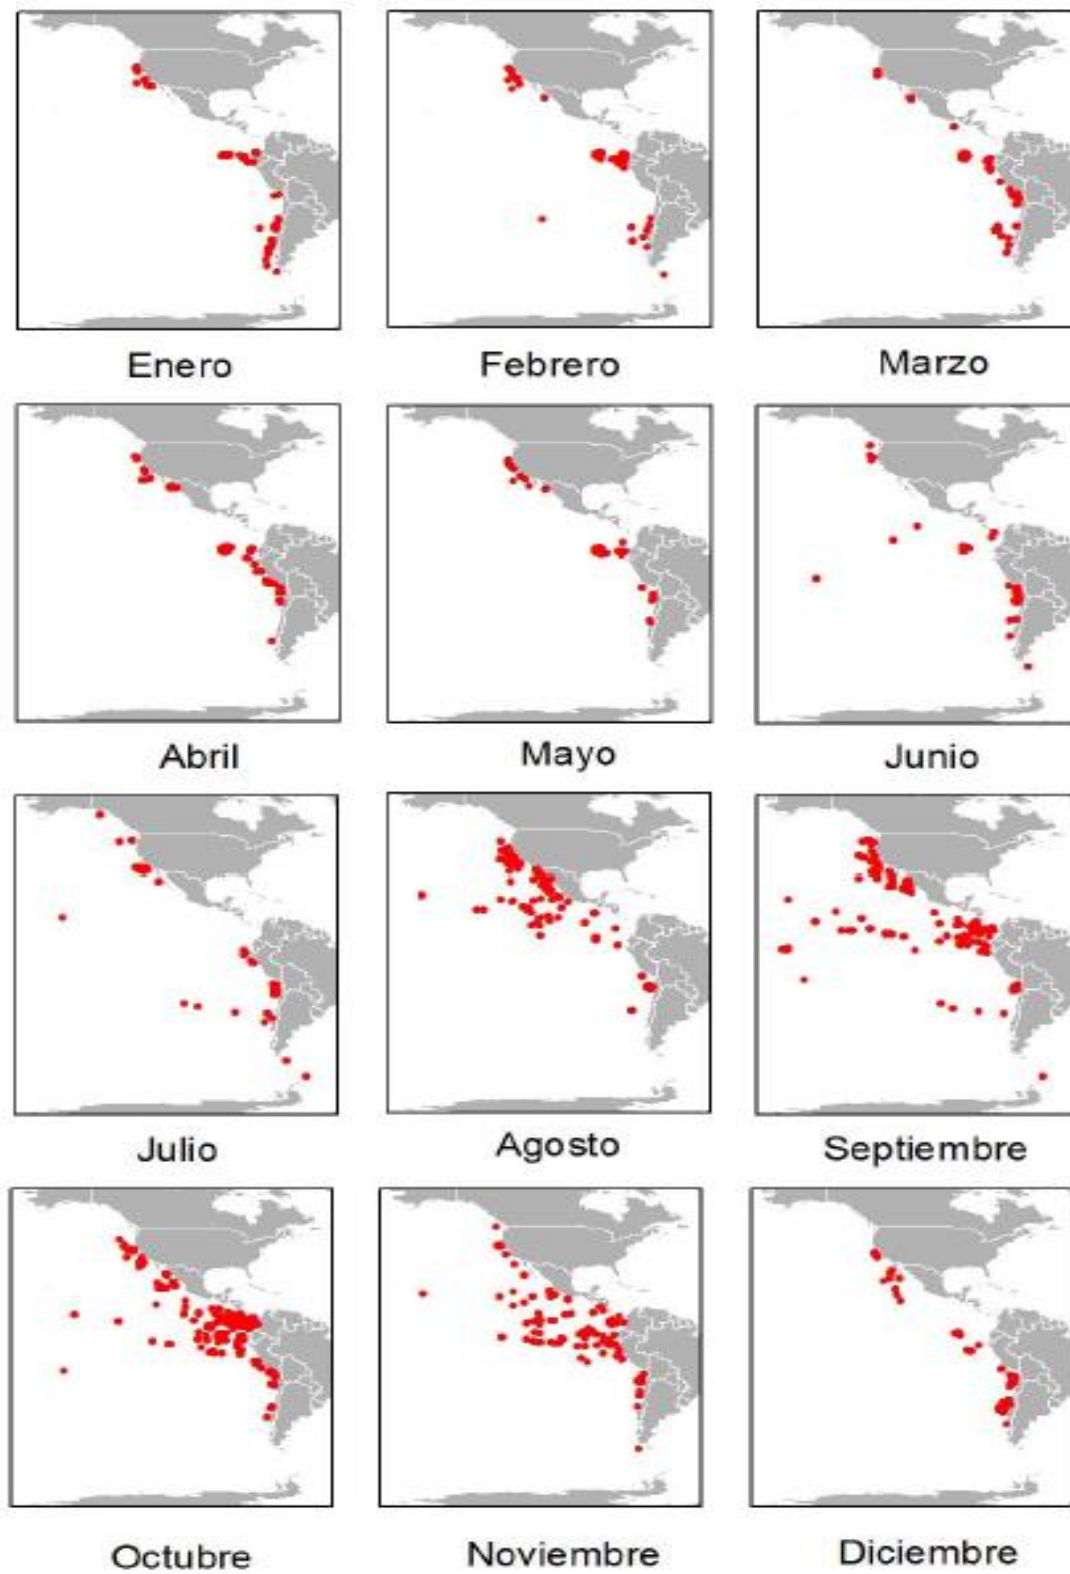 Enero
Febrero
Marzo
Abril
Mayo
Junio
Julio
Agosto
Septiembre
Octubre
Noviembre
Diciembre